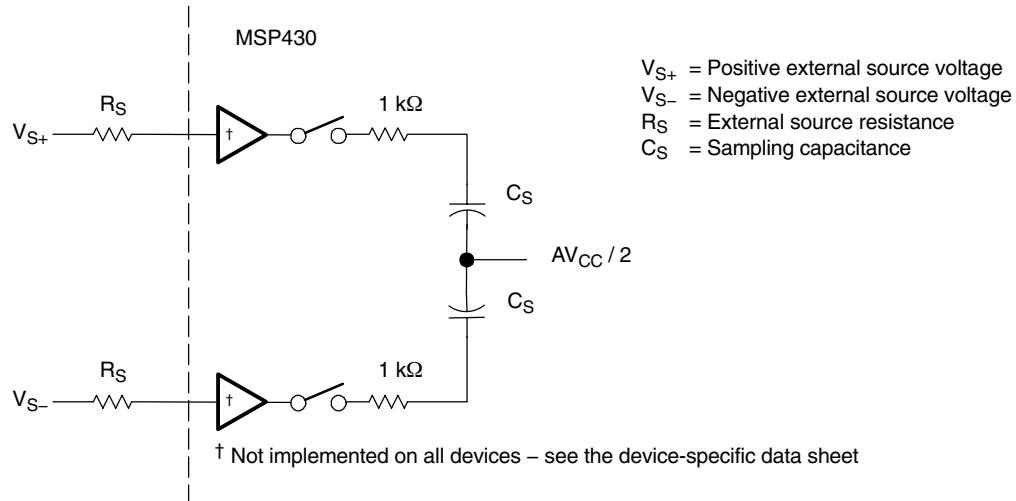 MSP430
V_S+ = Positive external source voltage
V_S− = Negative external source voltage
R_S = External source resistance
C_S = Sampling capacitance
R_S
1 kΩ
V_S+
†
C_S
AV_CC / 2
C_S
R_S
1 kΩ
V_S−
†
† Not implemented on all devices − see the device-specific data sheet